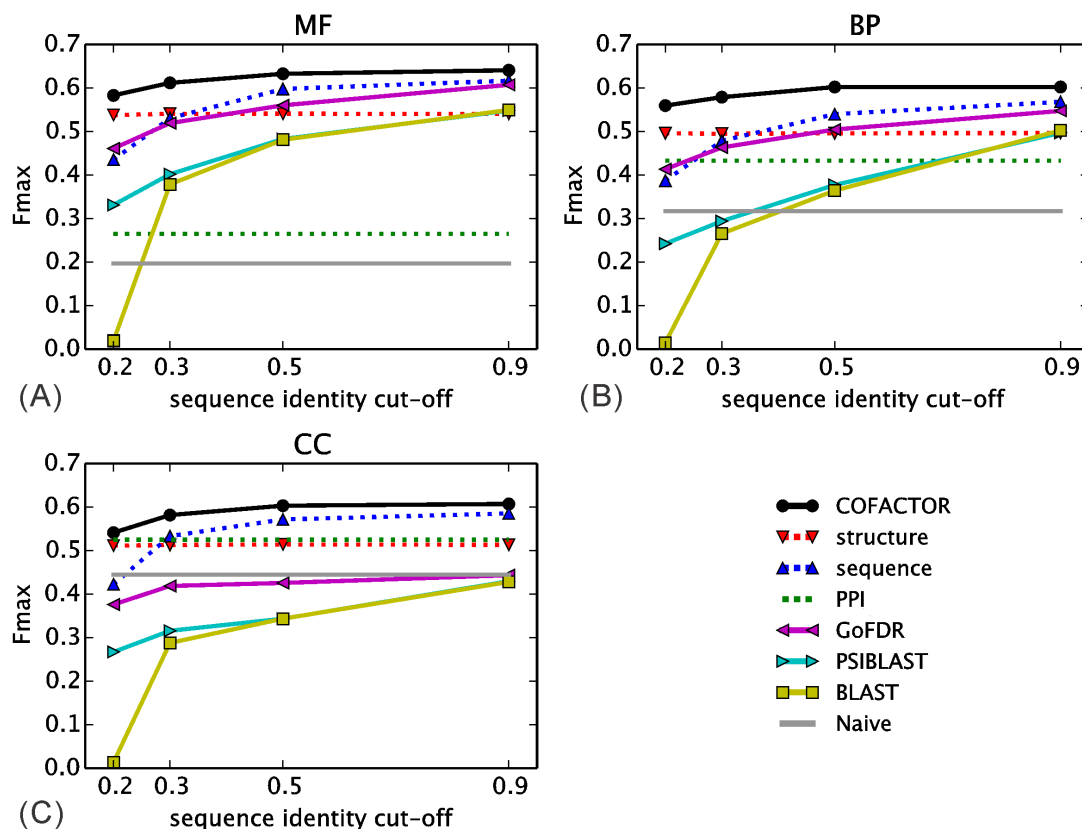 MF
0.7
0.6
0.5
0.4
0.3
0.2
0.1
0.0
Fmax
0.2 0.3 0.5 0.9
sequence identity cut-off
(A)
BP
0.7
0.6
0.5
0.4
0.3
0.2
0.1
0.0
Fmax
0.2 0.3 0.5 0.9
sequence identity cut-off
(B)
CC
0.7
0.6
0.5
0.4
0.3
0.2
0.1
0.0
Fmax
0.2 0.3 0.5 0.9
sequence identity cut-off
(C)
COFACTOR
structure
sequence
PPI
GoFDR
PSIBLAST
BLAST
Naive